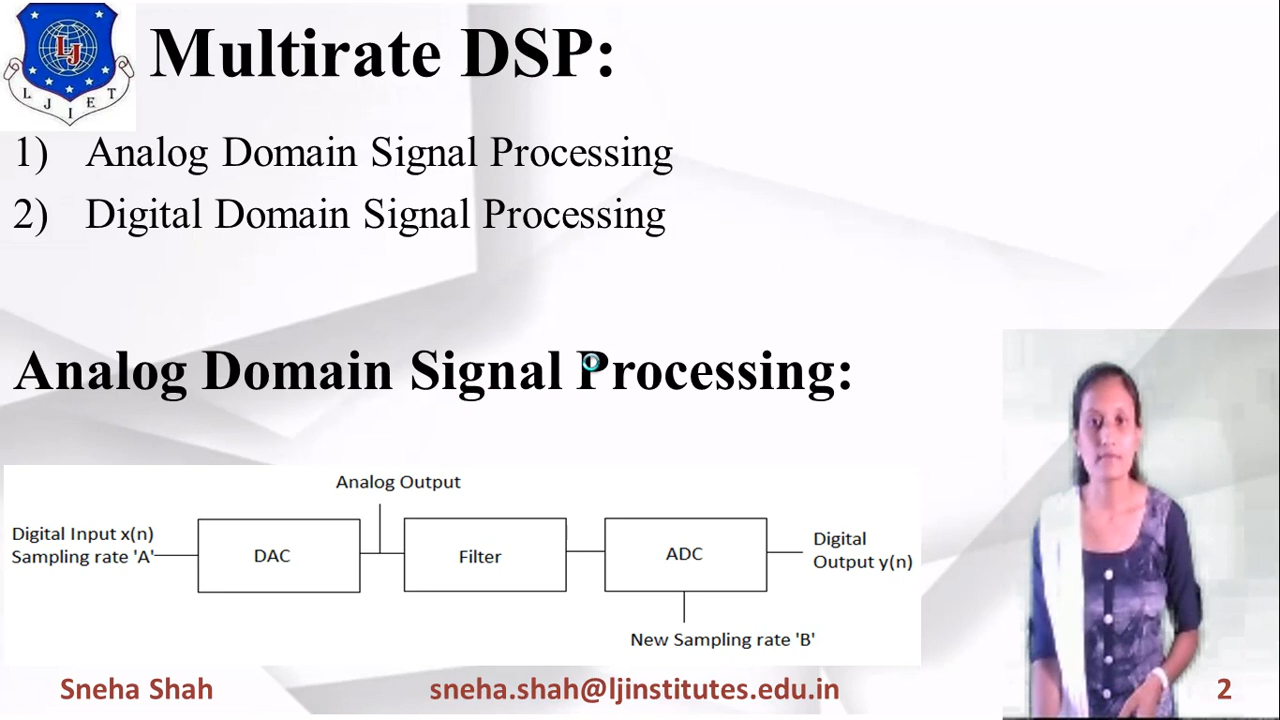 LJ
L J I E T
Multirate DSP:
1) Analog Domain Signal Processing
2) Digital Domain Signal Processing
Analog Domain Signal Processing:
Analog Output
Digital Input x(n)
Sampling rate 'A'
DAC
Filter
ADC
Digital
Output y(n)
New Sampling rate 'B'
Sneha Shah
sneha.shah@ljinstitutes.edu.in
2